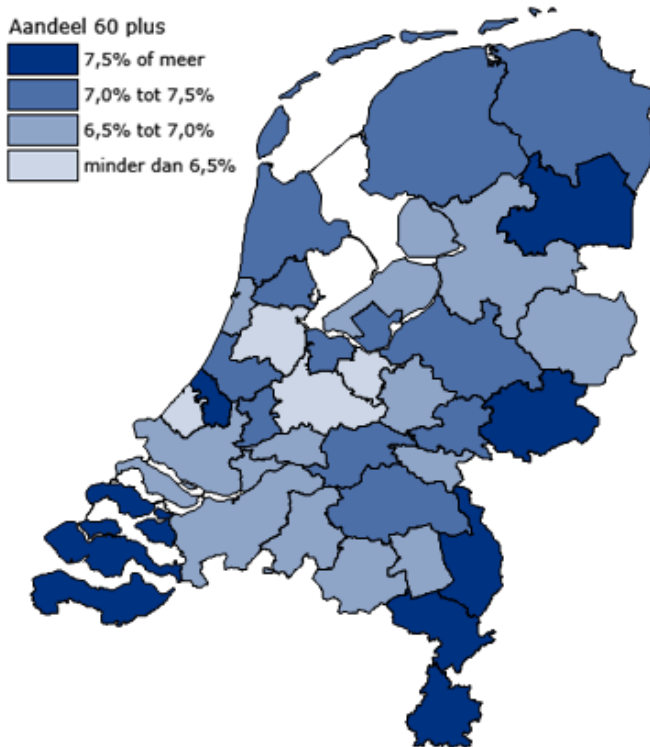 Aandeel 60 plus
7,5% of meer
7,0% tot 7,5%
6,5% tot 7,0%
minder dan 6,5%